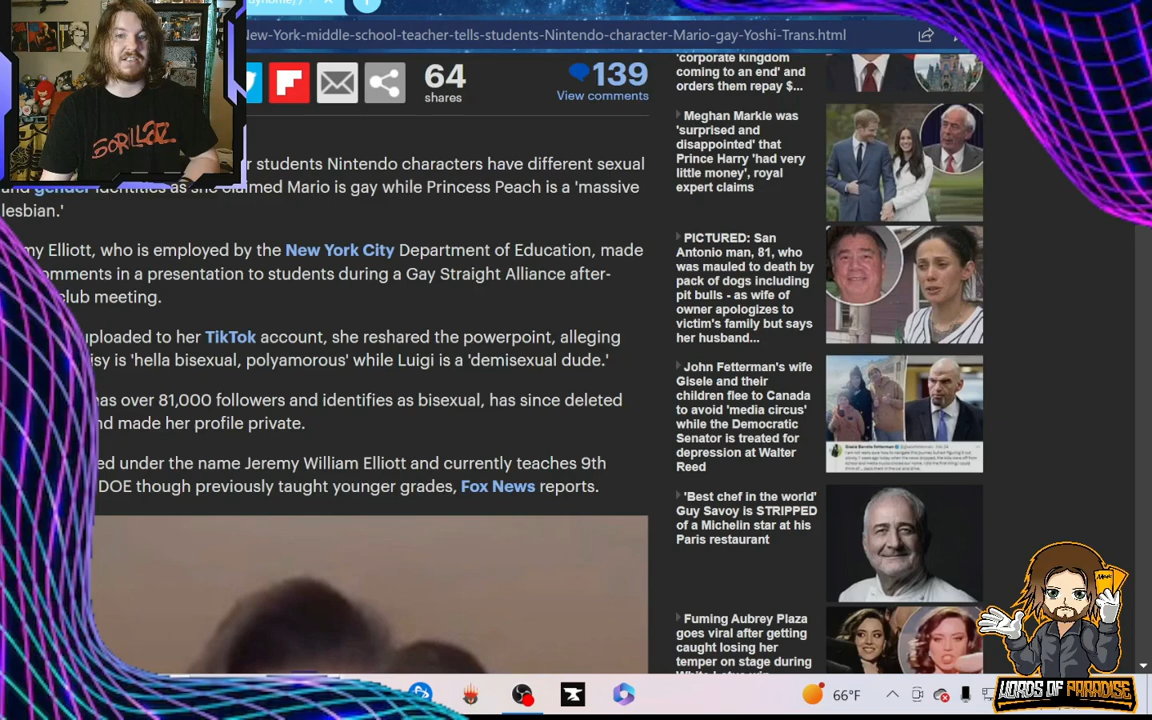 New-York-middle-school-teacher-tells-students-Nintendo-character-Mario-gay-Yoshi-Trans.html
GORILLAZ
64
shares
139
View comments
students Nintendo characters have different sexual
gender identities as she claimed Mario is gay while Princess Peach is a 'massive
lesbian.'
my Elliott, who is employed by the New York City Department of Education, made
omments in a presentation to students during a Gay Straight Alliance after-
club meeting.
uploaded to her TikTok account, she reshared the powerpoint, alleging
isy is 'hella bisexual, polyamorous' while Luigi is a 'demisexual dude.'
has over 81,000 followers and identifies as bisexual, has since deleted
nd made her profile private.
ed under the name Jeremy William Elliott and currently teaches 9th
DOE though previously taught younger grades, Fox News reports.
'corporate kingdom
coming to an end' and
orders them repay $...
Meghan Markle was
'surprised and
disappointed' that
Prince Harry 'had very
little money', royal
expert claims
PICTURED: San
Antonio man, 81, who
was mauled to death by
pack of dogs including
pit bulls - as wife of
owner apologizes to
victim's family but says
her husband...
John Fetterman's wife
Gisele and their
children flee to Canada
to avoid 'media circus'
while the Democratic
Senator is treated for
depression at Walter
Reed
'Best chef in the world'
Guy Savoy is STRIPPED
of a Michelin star at his
Paris restaurant
Fuming Aubrey Plaza
goes viral after getting
caught losing her
temper on stage during
66°F
WORDS OF PARADISE